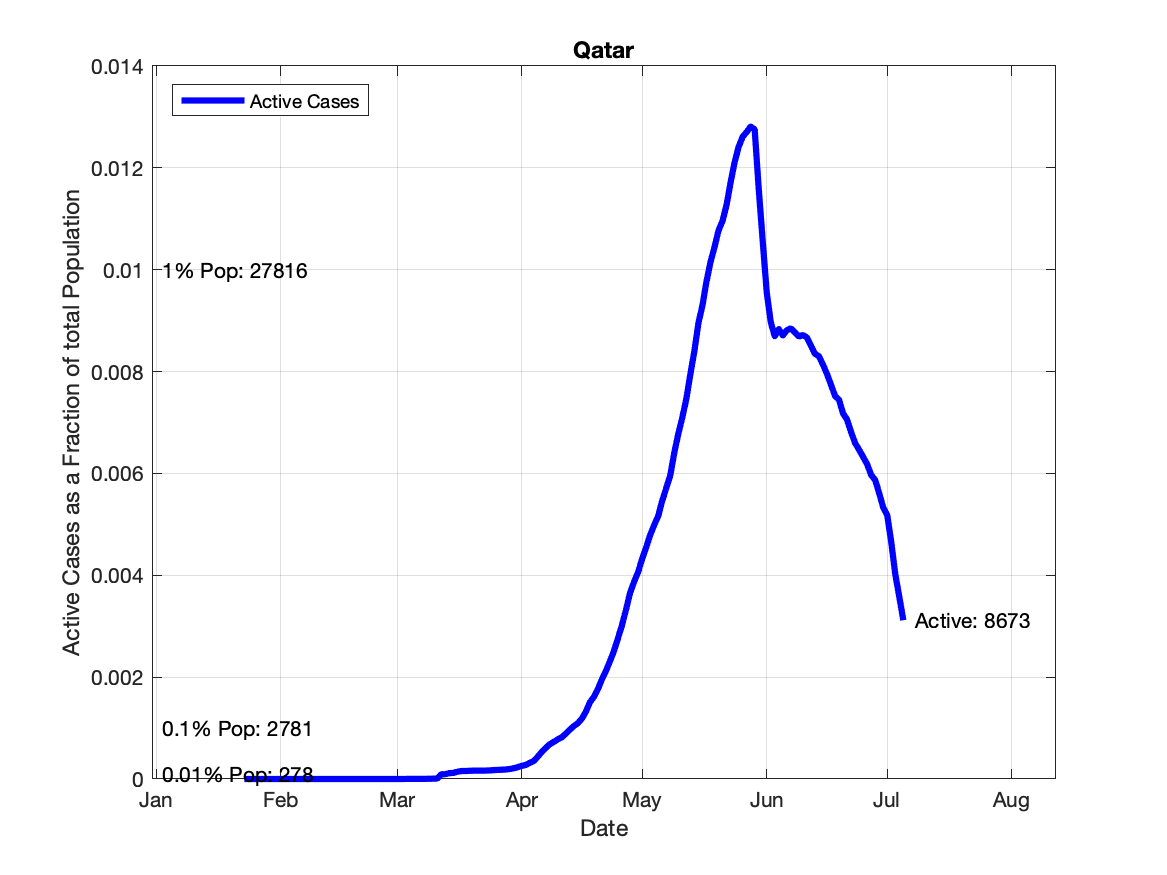 Qatar
Active Cases
Active Cases as a Fraction of total Population
0.014
0.012
0.01
0.008
0.006
0.004
0.002
0
1% Pop: 27816
0.1% Pop: 2781
0.01% Pop: 278
Active: 8673
Jan Feb Mar Apr May Jun Jul Aug
Date